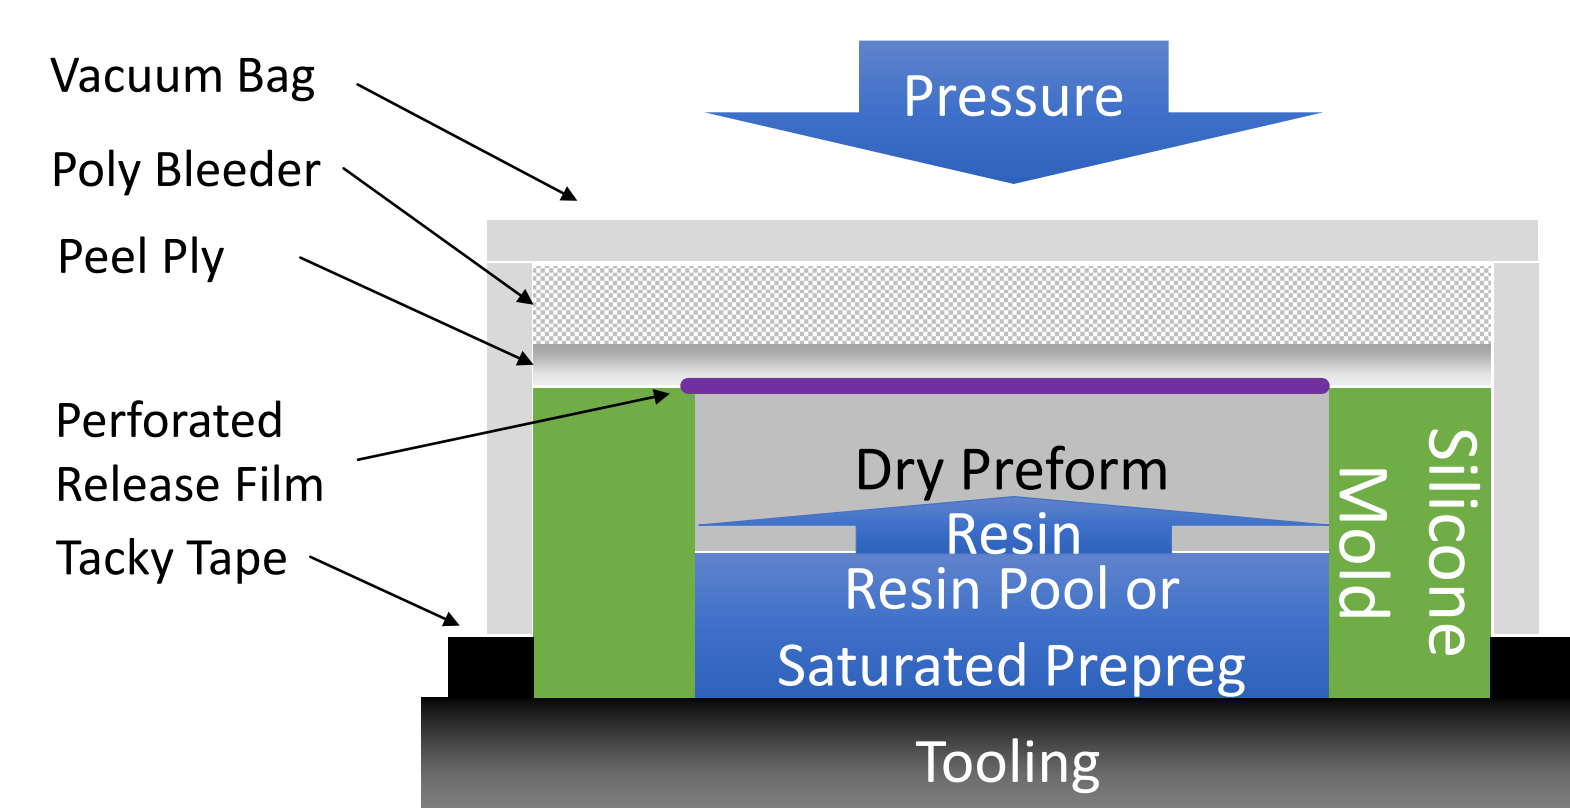 Vacuum Bag
Pressure
Poly Bleeder
Peel Ply
Perforated
Release Film
Tacky Tape
Dry Preform
Resin
Resin Pool or
Saturated Prepreg
Silicone
Mold
Tooling